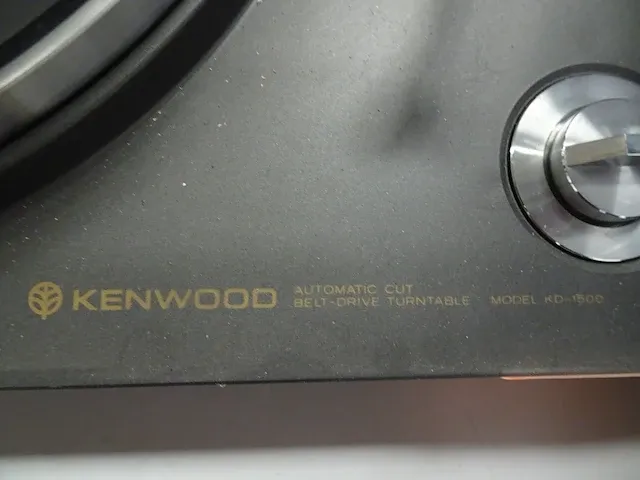 KENWOOD
AUTOMATIC CUT
BELT-DRIVE TURNTABLE MODEL KD-1500